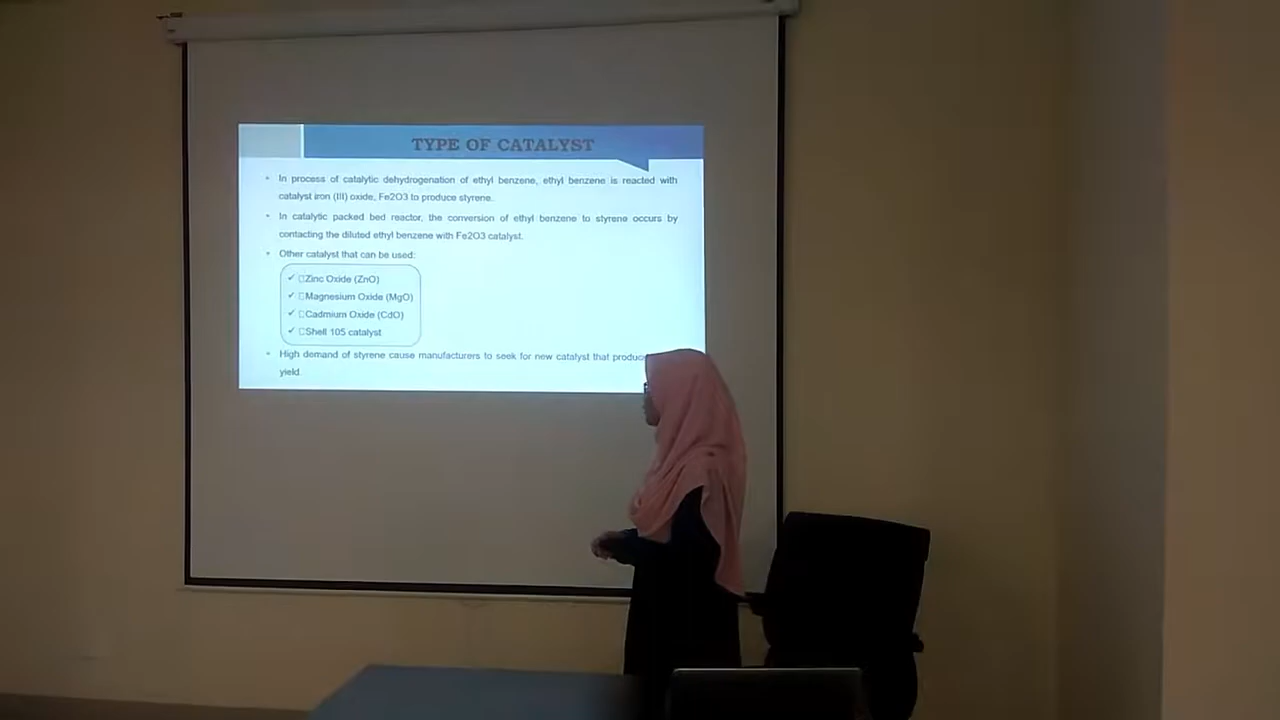 TYPE OF CATALYST
• In process of catalytic dehydrogenation of ethyl benzene, ethyl benzene is reacted with
catalyst iron (III) oxide, Fe2O3 to produce styrene.
• In catalytic packed bed reactor, the conversion of ethyl benzene to styrene occurs by
contacting the diluted ethyl benzene with Fe2O3 catalyst.
• Other catalyst that can be used:
✓ □Zinc Oxide (ZnO)
✓ □Magnesium Oxide (MgO)
✓ □Cadmium Oxide (CdO)
✓ □Shell 105 catalyst
• High demand of styrene cause manufacturers to seek for new catalyst that
yield